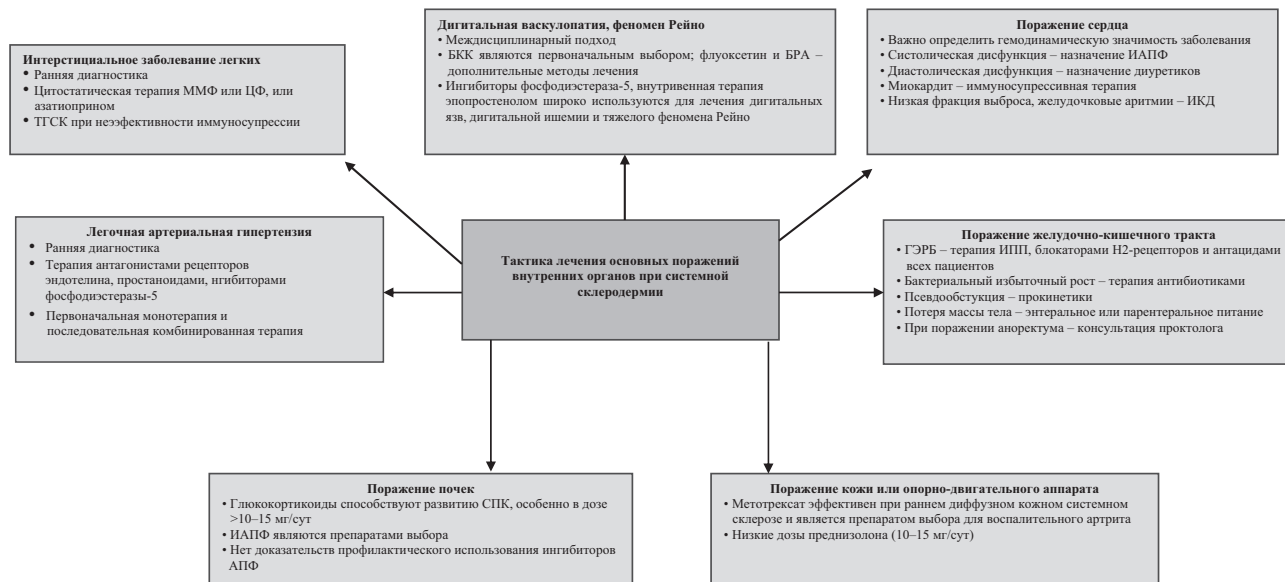 Интерстициальное заболевание легких
• Ранняя диагностика
• Цитостатическая терапия ММФ или ЦФ, или
азатиоприном
• ТГСК при неэффективности иммуносупрессии
Дигитальная васкулопатия, феномен Рейно
• Междисциплинарный подход
• БКК являются первоначальным выбором; флуоксетин и БРА –
дополнительные методы лечения
• Ингибиторы фосфодиэстераза-5, внутривенная терапия
эпопростенолом широко используются для лечения дигитальных
язв, дигитальной ишемии и тяжелого феномена Рейно
Поражение сердца
• Важно определить гемодинамическую значимость заболевания
• Систолическая дисфункция – назначение ИАПФ
• Диастолическая дисфункция – назначение диуретиков
• Миокардит – иммуносупрессивная терапия
• Низкая фракция выброса, желудочковые аритмии – ИКД
Легочная артериальная гипертензия
• Ранняя диагностика
• Терапия антагонистами рецепторов
эндотелина, простаноидами, нгибиторами
фосфодиэстеразы-5
• Первоначальная монотерапия и
последовательная комбинированная терапия
Тактика лечения основных поражений
внутренних органов при системной
склеродермии
Поражение желудочно-кишечного тракта
• ГЭРБ – терапия ИПП, блокаторами Н2-рецепторов и антацидами
всех пациентов
• Бактериальный избыточный рост – терапия антибиотиками
• Псевдообстукция – прокинетики
• Потеря массы тела – энтеральное или парентеральное питание
• При поражении аноректума – консультация проктолога
Поражение почек
• Глюкокортикоиды способствуют развитию СПК, особенно в дозе
>10–15 мг/сут
• ИАПФ являются препаратами выбора
• Нет доказательств профилактического использования ингибиторов
АПФ
Поражение кожи или опорно-двигательного аппарата
• Метотрексат эффективен при раннем диффузном кожном системном
склерозе и является препаратом выбора для воспалительного артрита
• Низкие дозы преднизолона (10–15 мг/сут)